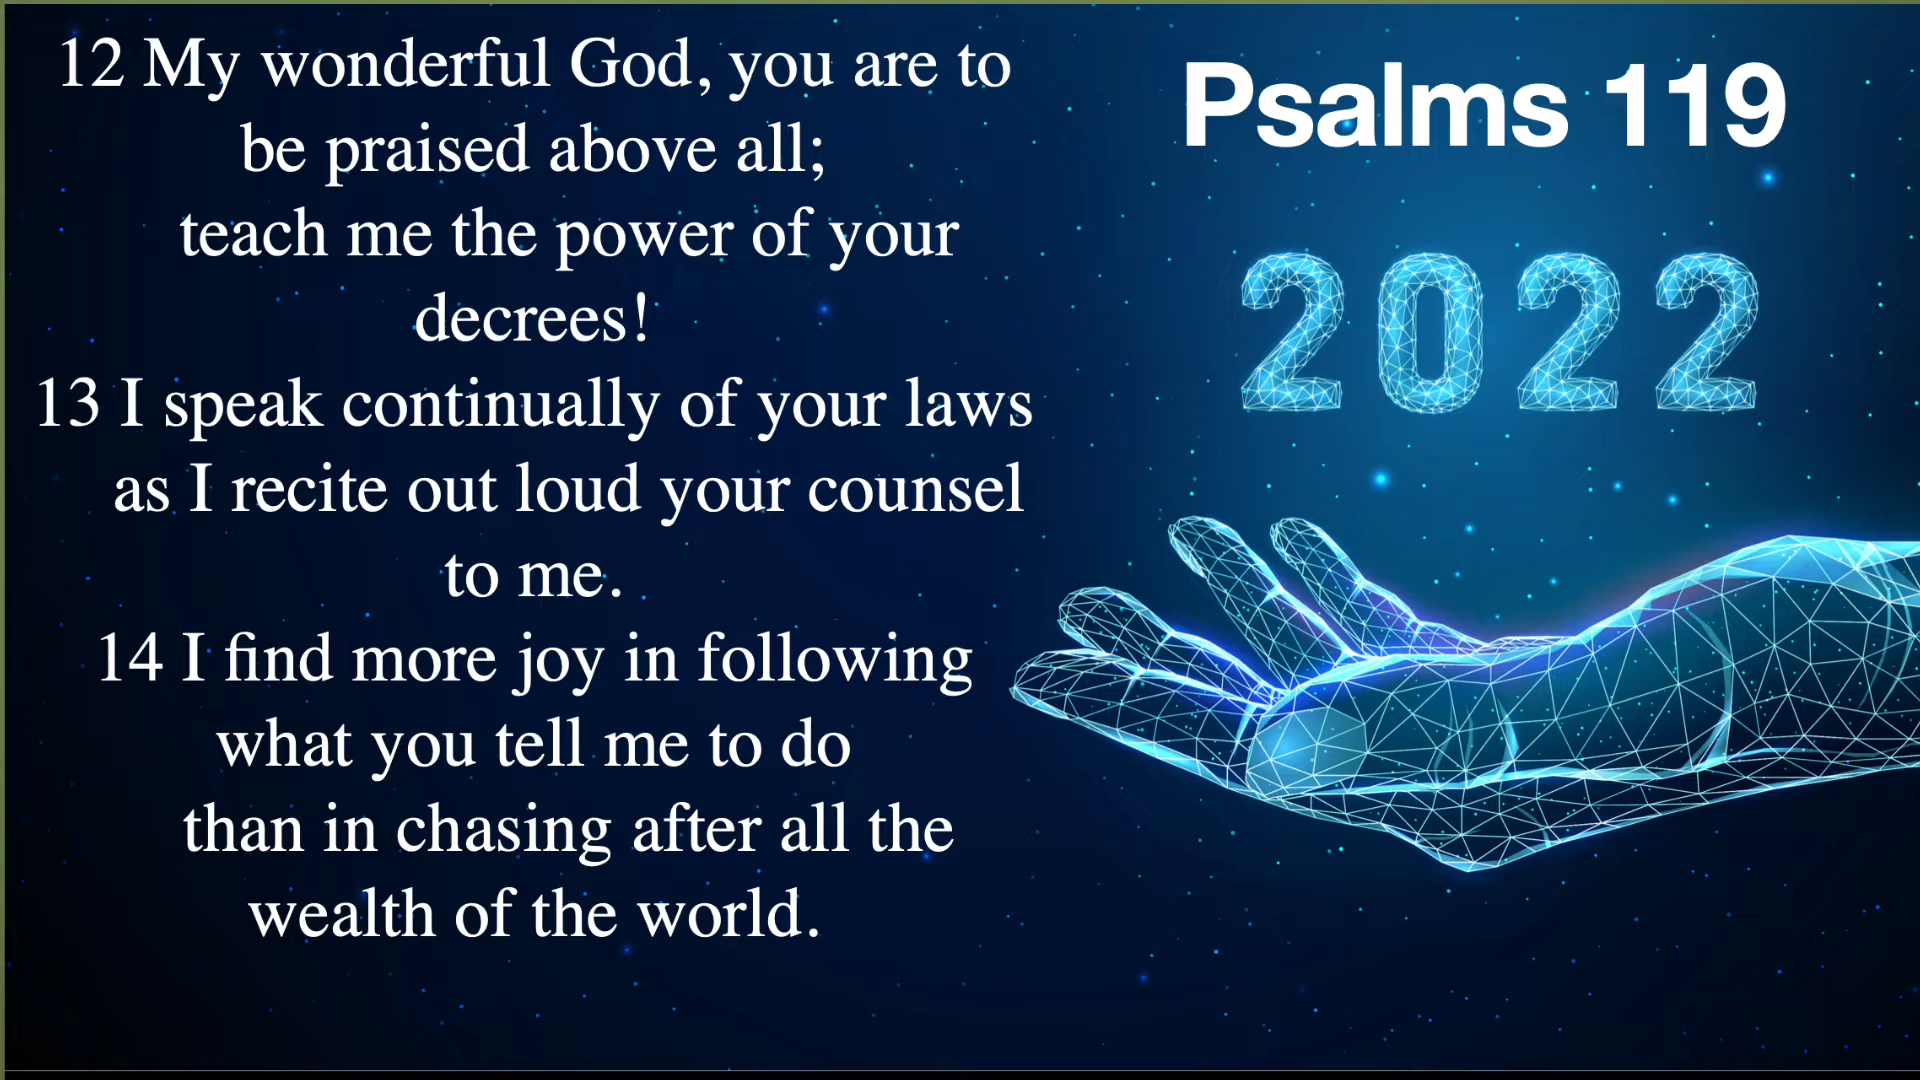 12 My wonderful God, you are to
be praised above all;
teach me the power of your
decrees!
13 I speak continually of your laws
as I recite out loud your counsel
to me.
14 I find more joy in following
what you tell me to do
than in chasing after all the
wealth of the world.
Psalms 119
2022